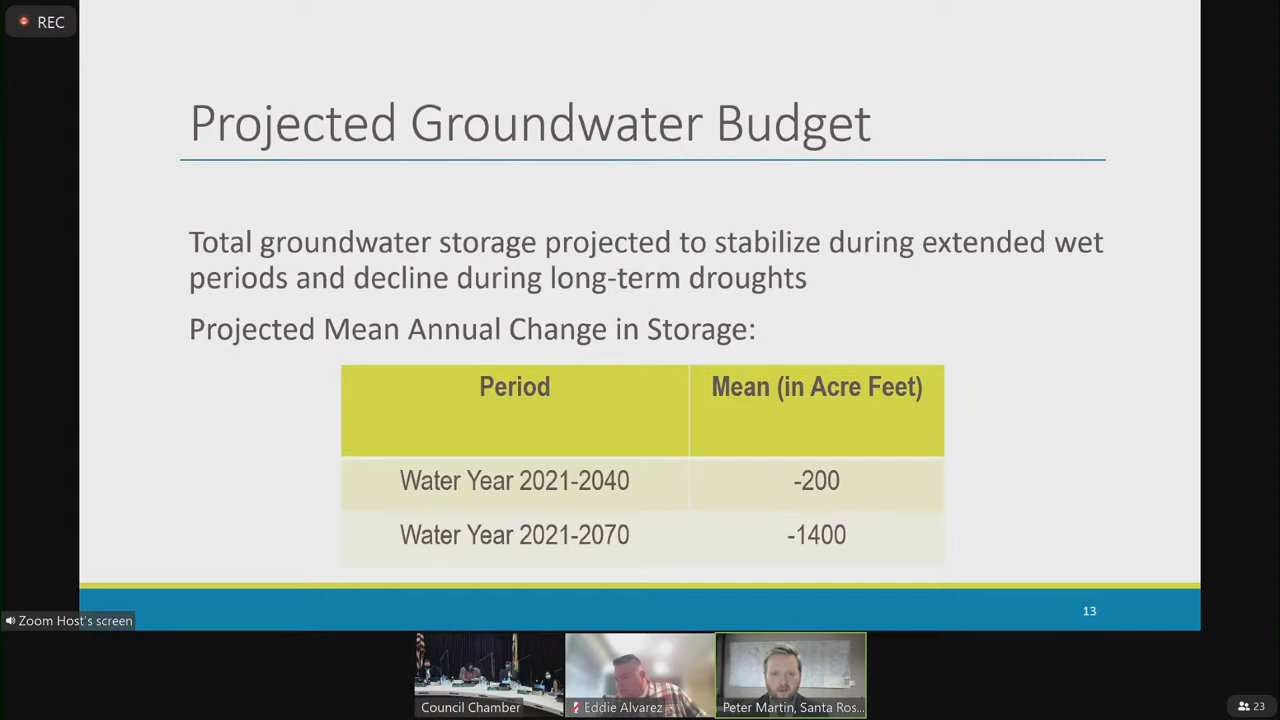 REC
Projected Groundwater Budget
Total groundwater storage projected to stabilize during extended wet
periods and decline during long-term droughts
Projected Mean Annual Change in Storage:
Period Mean (in Acre Feet)
Water Year 2021-2040 -200
Water Year 2021-2070 -1400
13
Zoom Host's screen
Council Chamber
Eddie Alvarez
Peter Martin, Santa Ros...
23